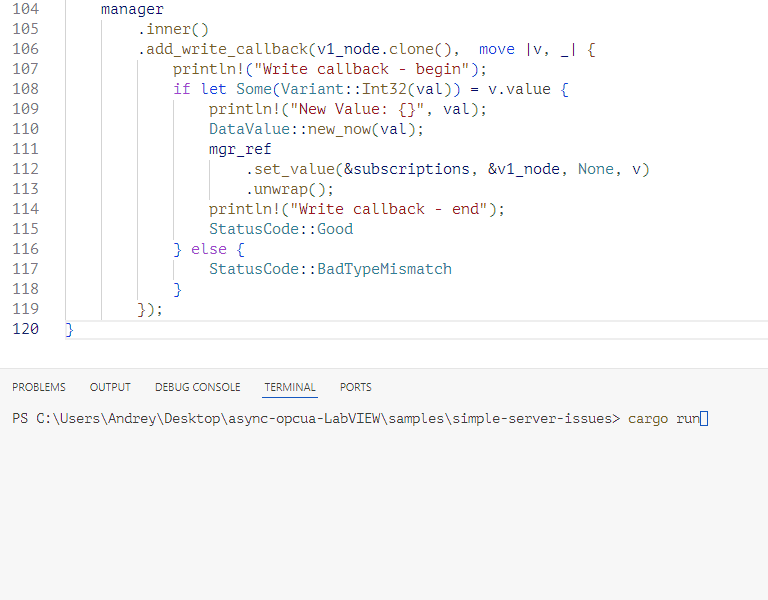 104 manager
105 .inner()
106 .add_write_callback(v1_node.clone(), move |v, _| {
107 println!("Write callback - begin");
108 if let Some(Variant::Int32(val)) = v.value {
109 println!("New Value: {}", val);
110 DataValue::new_now(val);
111 mgr_ref
112 .set_value(&subscriptions, &v1_node, None, v)
113 .unwrap();
114 println!("Write callback - end");
115 StatusCode::Good
116 } else {
117 StatusCode::BadTypeMismatch
118 }
119 });
120 }
PROBLEMS OUTPUT DEBUG CONSOLE TERMINAL PORTS
PS C:\Users\Andrey\Desktop\async-opcua-LabVIEW\samples\simple-server-issues> cargo run